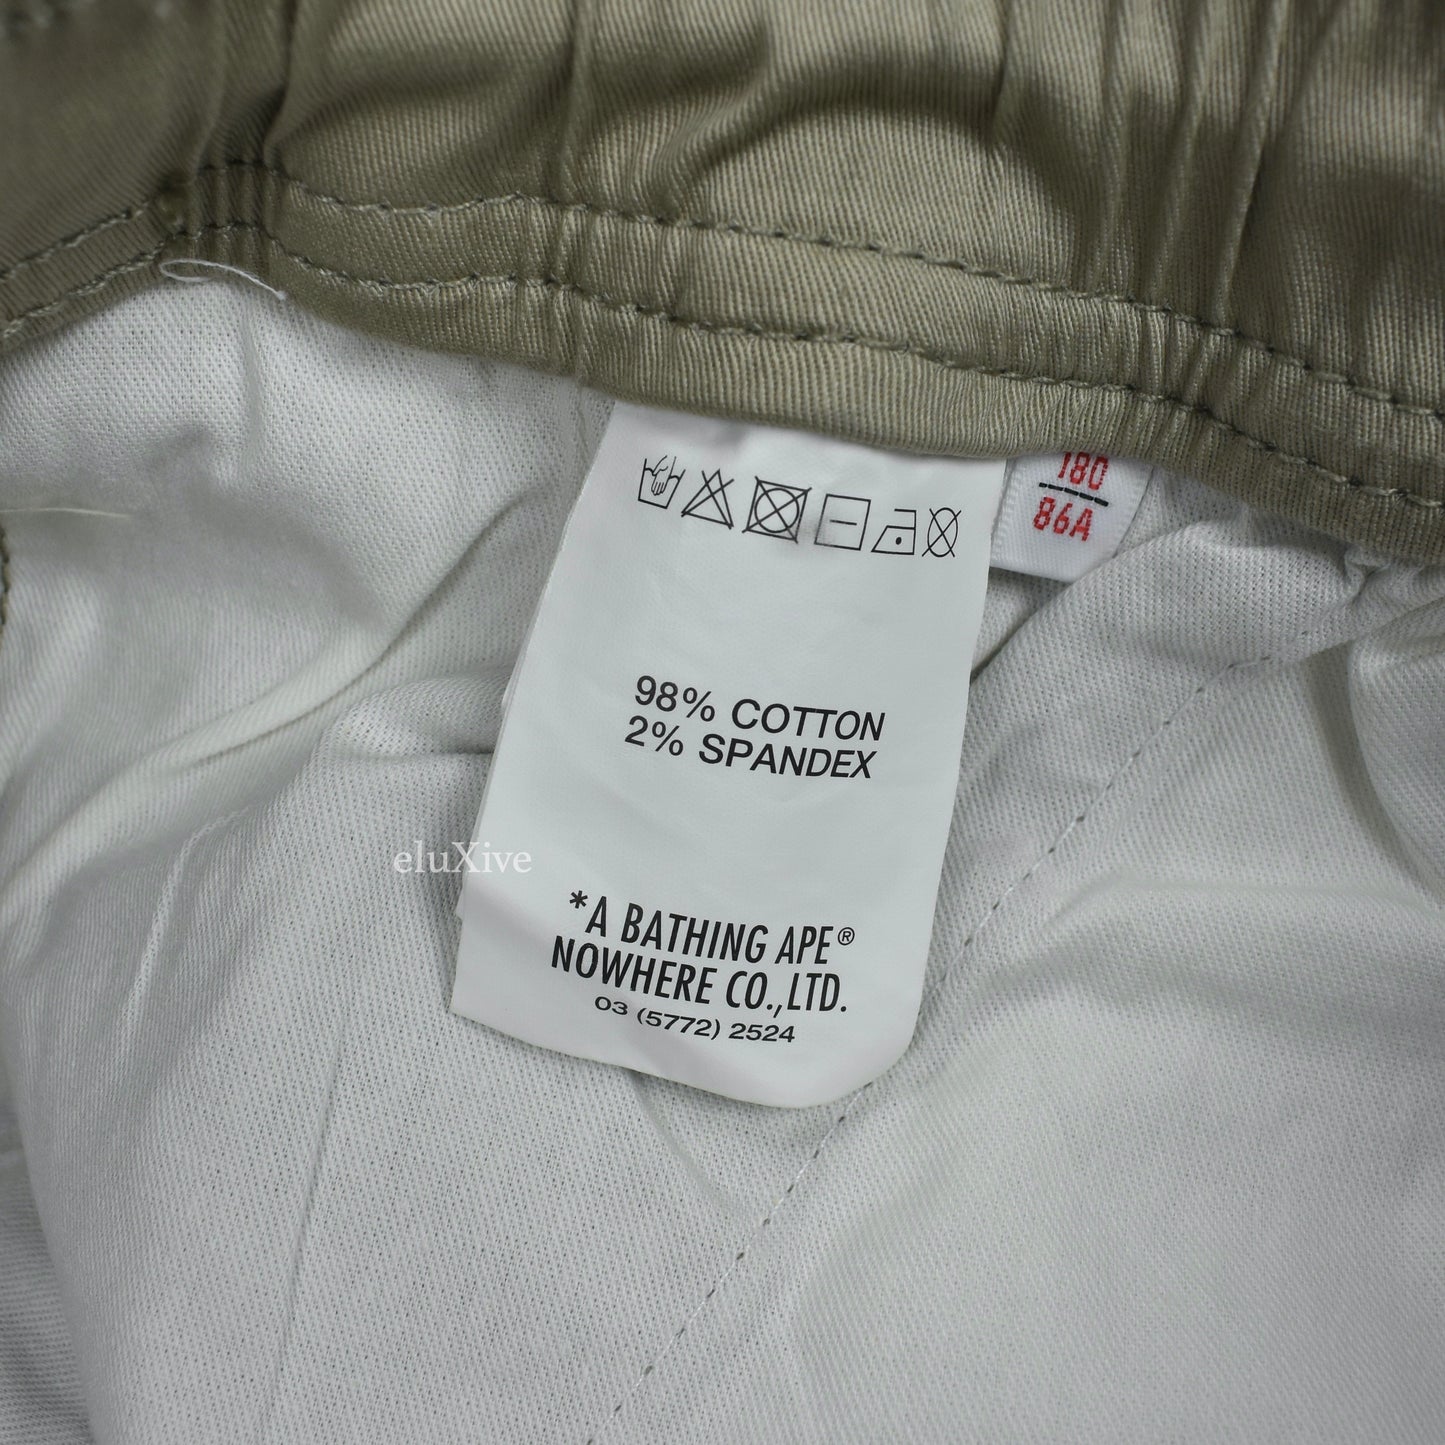 180
86A
98% COTTON
2% SPANDEX
eluXive
*A BATHING APE®
NOWHERE CO.,LTD.
03 (5772) 2524